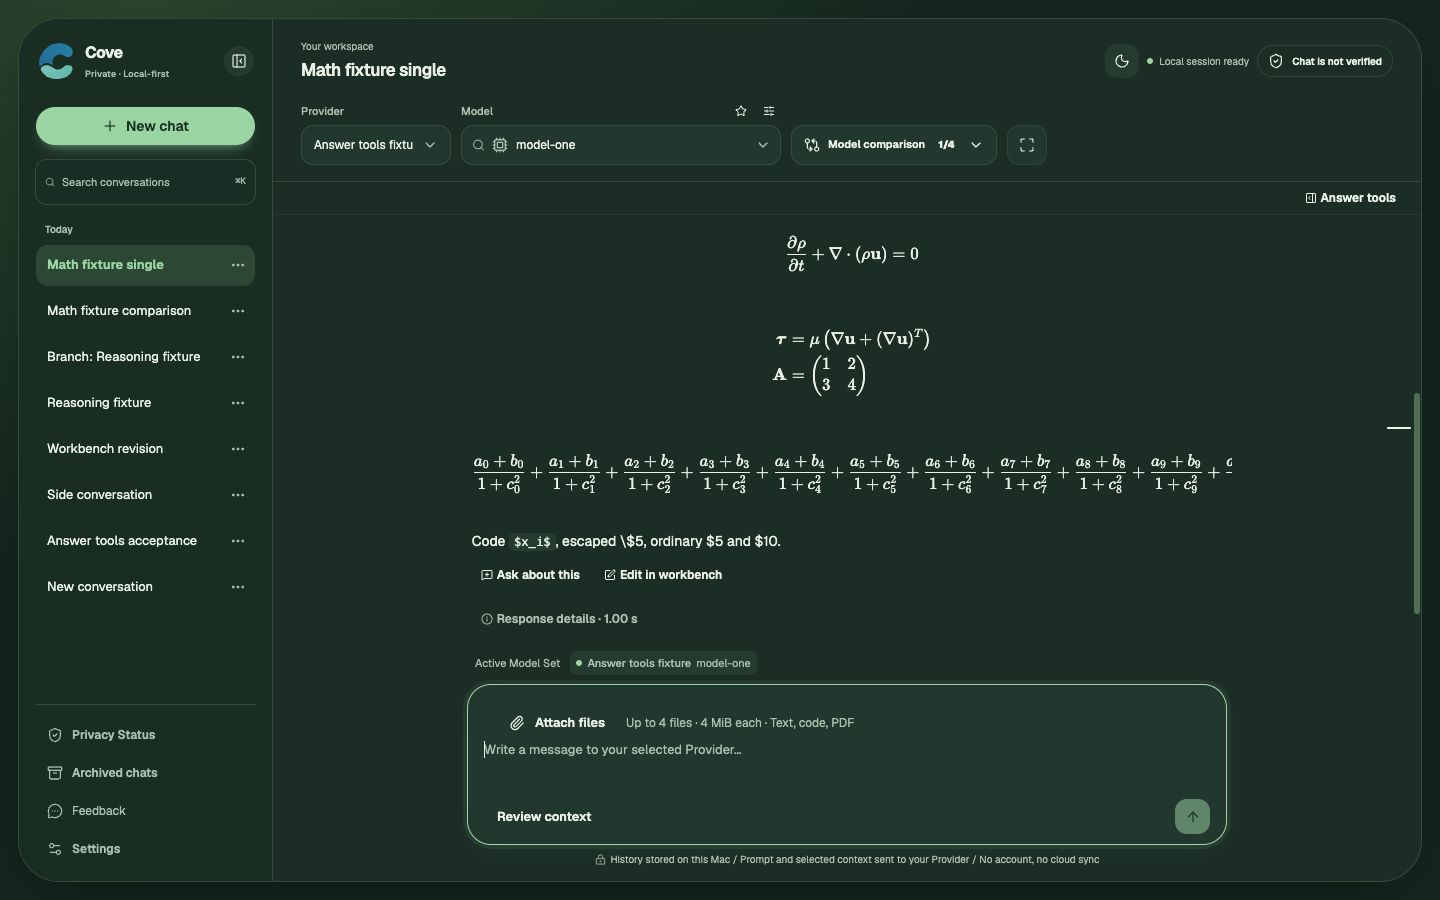 Cove
Private · Local-first
New chat
Search conversations ⌘K
Today
Math fixture single
Math fixture comparison
Branch: Reasoning fixture
Reasoning fixture
Workbench revision
Side conversation
Answer tools acceptance
New conversation
Privacy Status
Archived chats
Feedback
Settings
Your workspace
Math fixture single
Local session ready
Chat is not verified
Provider
Model
Answer tools fixtu
model-one
Model comparison 1/4
Answer tools
∂ρ/∂t + ∇ · (ρu) = 0
τ = μ (∇u + (∇u)ᵀ)
A = (1 2
3 4)
a₀ + b₀ a₁ + b₁ a₂ + b₂ a₃ + b₃ a₄ + b₄ a₅ + b₅ a₆ + b₆ a₇ + b₇ a₈ + b₈ a₉ + b₉
+ + + + + + + + + +
1 + c₀² 1 + c₁² 1 + c₂² 1 + c₃² 1 + c₄² 1 + c₅² 1 + c₆² 1 + c₇² 1 + c₈² 1 + c₉²
Code $x_i$, escaped \$5, ordinary $5 and $10.
Ask about this Edit in workbench
Response details · 1.00 s
Active Model Set Answer tools fixture model-one
Attach files Up to 4 files · 4 MiB each · Text, code, PDF
Write a message to your selected Provider...
Review context
History stored on this Mac / Prompt and selected context sent to your Provider / No account, no cloud sync